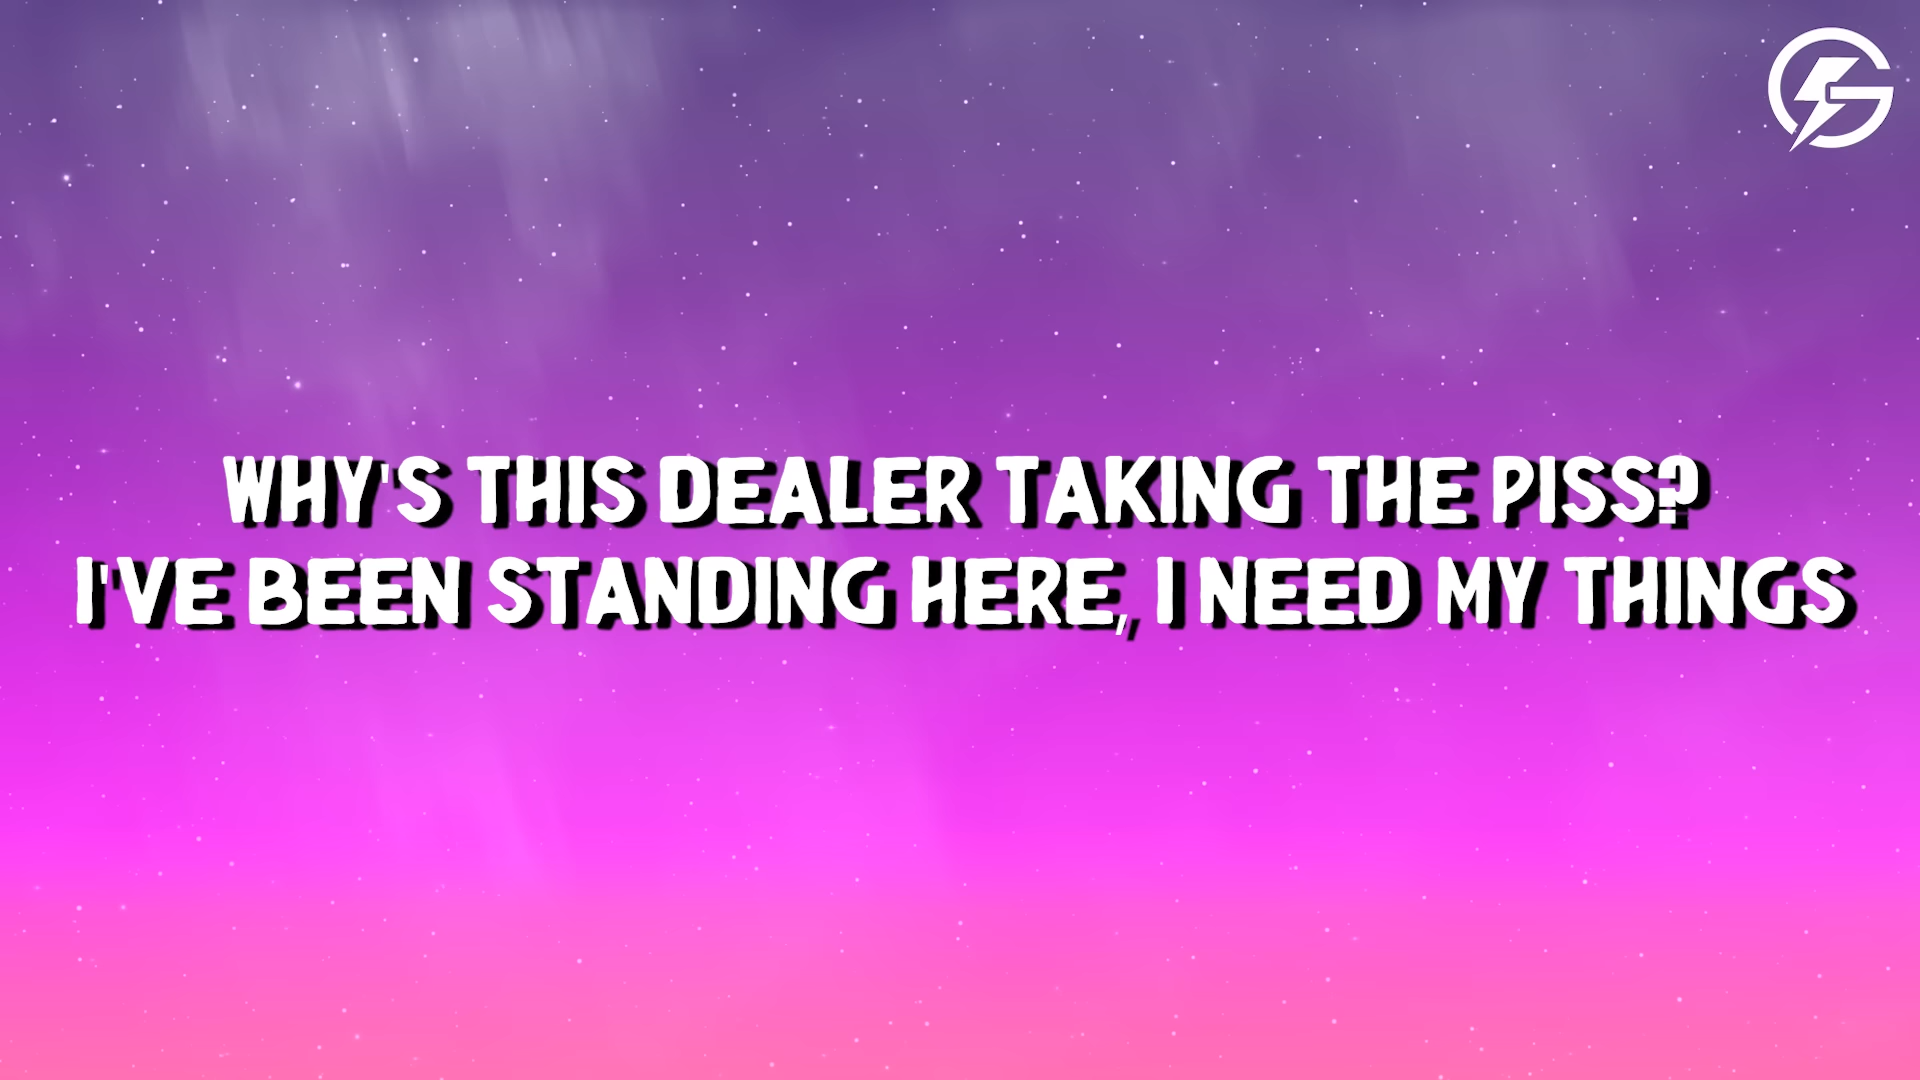 WHY'S THIS DEALER TAKING THE PISS?
I'VE BEEN STANDING HERE, I NEED MY THINGS